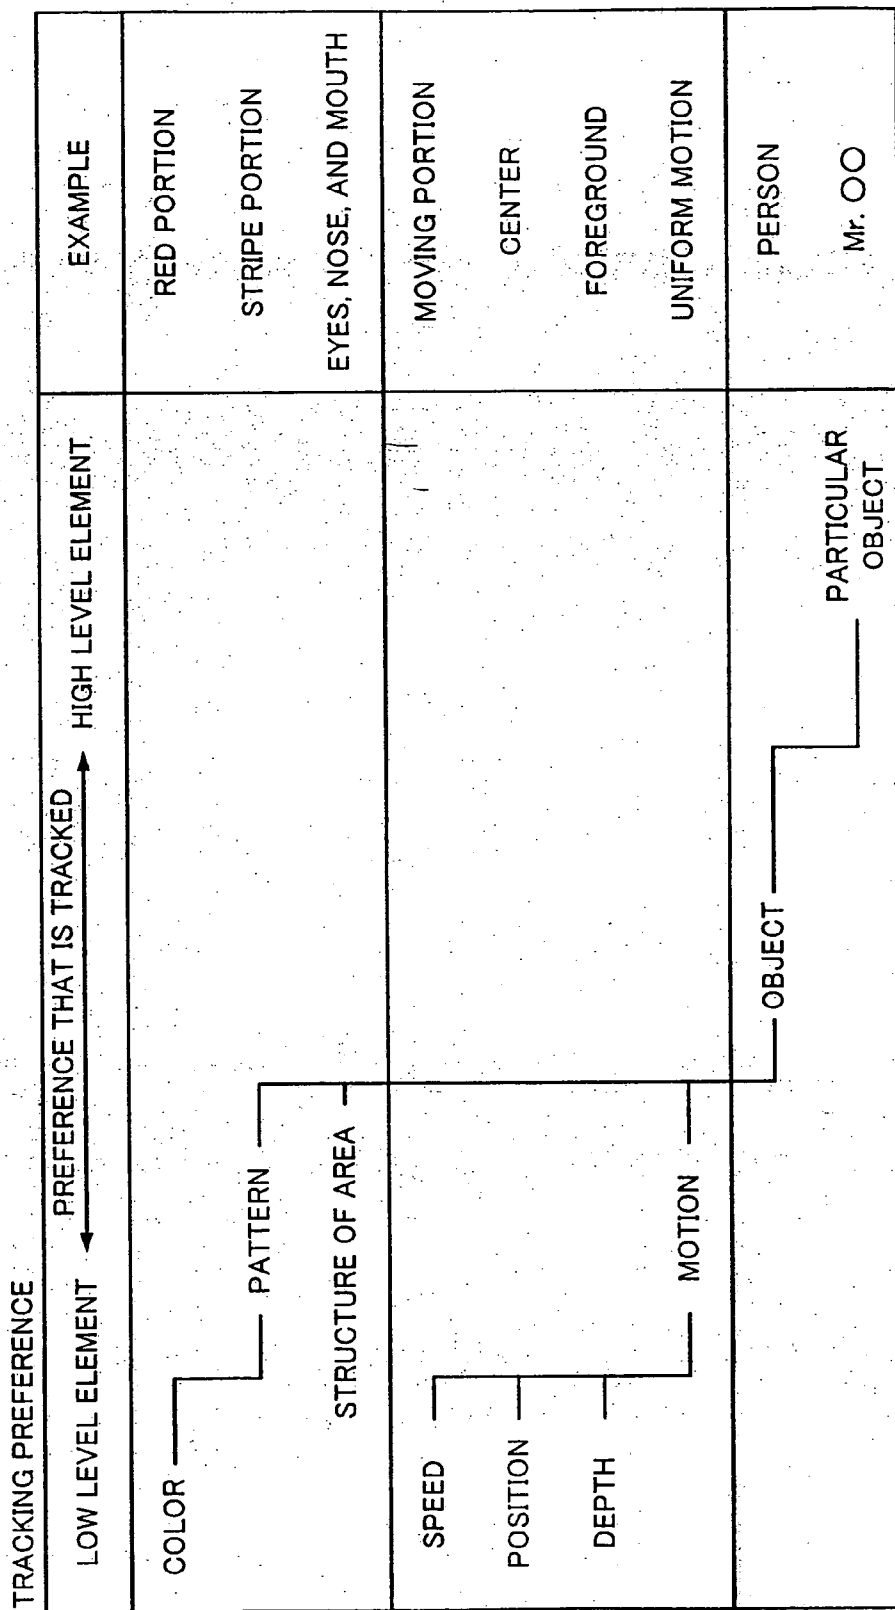 TRACKING PREFERENCE
PREFERENCE THAT IS TRACKED
LOW LEVEL ELEMENT
HIGH LEVEL ELEMENT
EXAMPLE
COLOR
RED PORTION
PATTERN
STRIPE PORTION
STRUCTURE OF AREA
EYES, NOSE, AND MOUTH
SPEED
MOVING PORTION
POSITION
CENTER
DEPTH
FOREGROUND
MOTION
UNIFORM MOTION
OBJECT
PERSON
PARTICULAR
OBJECT
Mr. ○○